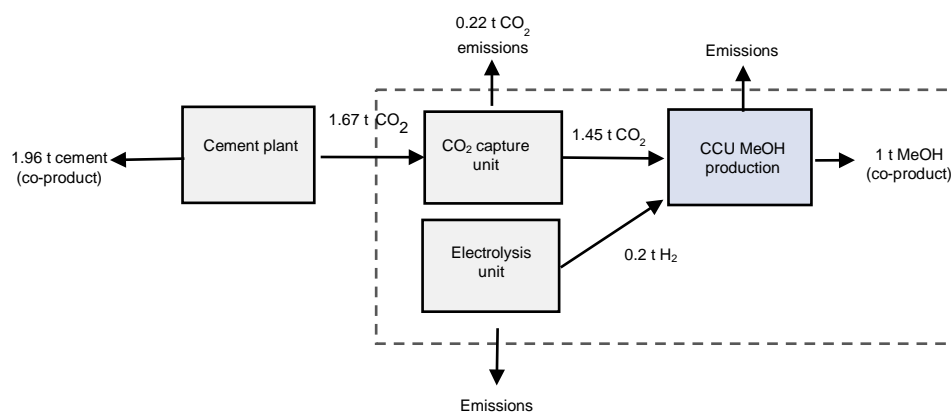 0.22 t CO₂
emissions
Emissions
1.67 t CO₂
1.45 t CO₂
Cement plant
CO₂ capture
unit
CCU MeOH
production
1.96 t cement
(co-product)
1 t MeOH
(co-product)
Electrolysis
unit
0.2 t H₂
Emissions